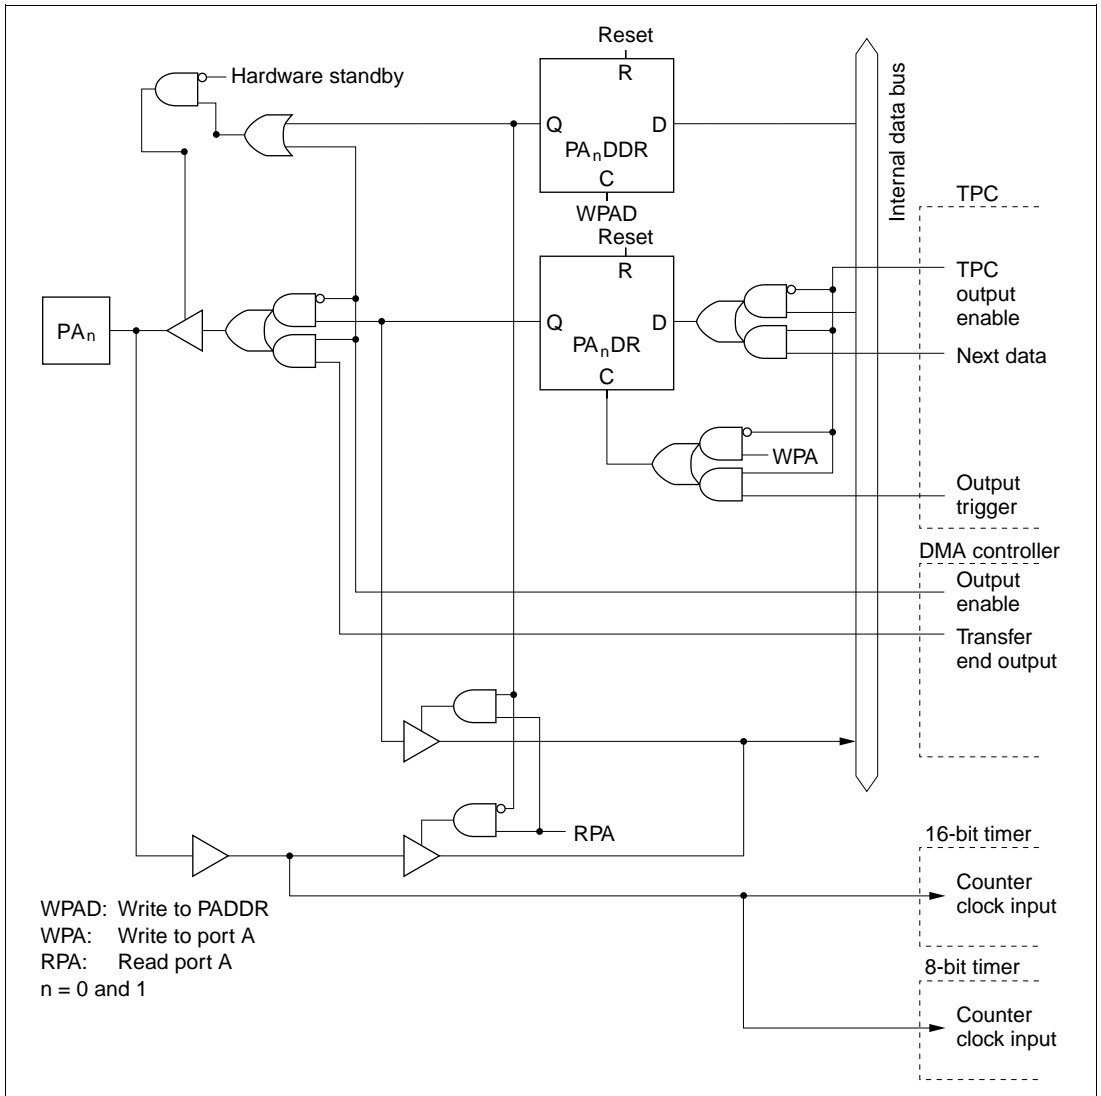 Reset
Hardware standby
R
Q
D
PAnDDR
C
WPAD
Internal data bus
TPC
Reset
R
TPC
output
enable
PAn
Q
D
PAnDR
C
Next data
WPA
Output
trigger
DMA controller
Output
enable
Transfer
end output
RPA
16-bit timer
Counter
clock input
8-bit timer
Counter
clock input
WPAD: Write to PADDR
WPA: Write to port A
RPA: Read port A
n = 0 and 1